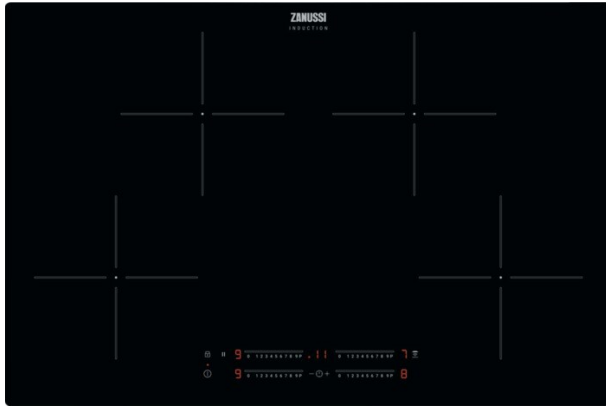 ZANUSSI
INDUCTION
9 0 1 2 3 4 5 6 7 8 9 P .11 0 1 2 3 4 5 6 7 8 9 P 7
9 0 1 2 3 4 5 6 7 8 9 P - + 0 1 2 3 4 5 6 7 8 9 P 8